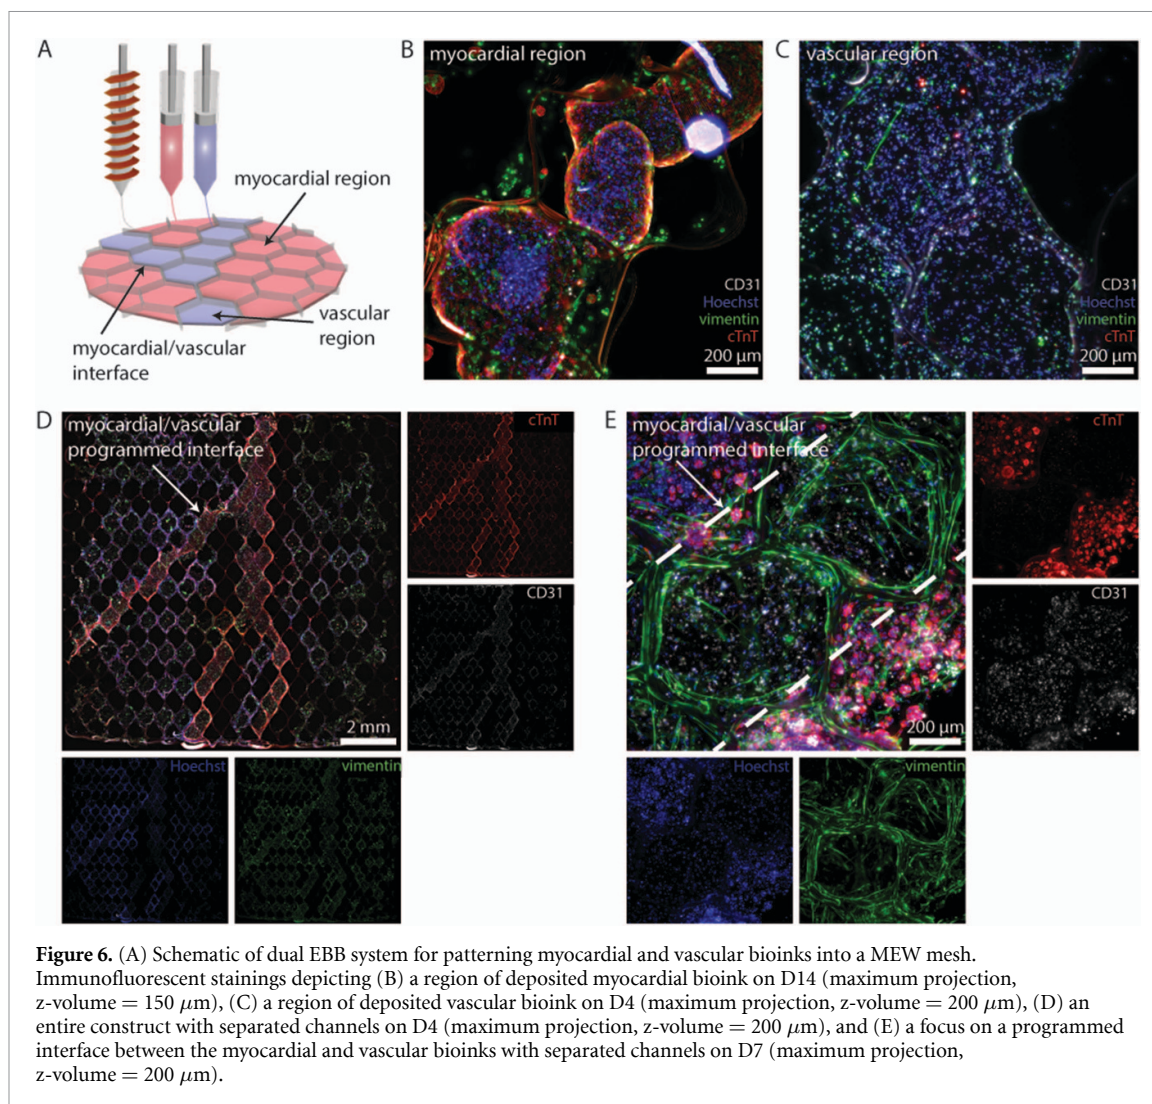 A
myocardial region
vascular
region
myocardial/vascular
interface
B
myocardial region
CD31
Hoechst
vimentin
cTnT
200 μm
C
vascular region
CD31
Hoechst
vimentin
cTnT
200 μm
D
myocardial/vascular
programmed interface
2 mm
cTnT
CD31
Hoechst
vimentin
E
myocardial/vascular
programmed interface
200 μm
cTnT
CD31
Hoechst
vimentin
Figure 6. (A) Schematic of dual EBB system for patterning myocardial and vascular bioinks into a MEW mesh.
Immunofluorescent stainings depicting (B) a region of deposited myocardial bioink on D14 (maximum projection,
z-volume = 150 μm), (C) a region of deposited vascular bioink on D4 (maximum projection, z-volume = 200 μm), (D) an
entire construct with separated channels on D4 (maximum projection, z-volume = 200 μm), and (E) a focus on a programmed
interface between the myocardial and vascular bioinks with separated channels on D7 (maximum projection,
z-volume = 200 μm).